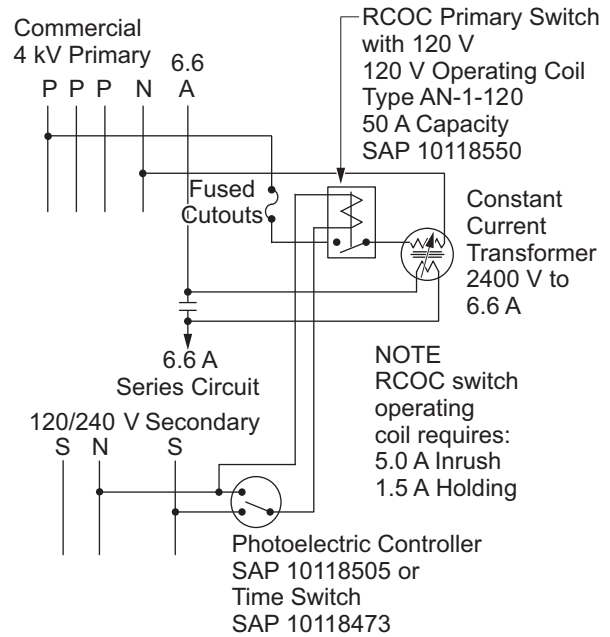 Commercial
4 kV Primary
P P P N
6.6
A
RCOC Primary Switch
with 120 V
120 V Operating Coil
Type AN-1-120
50 A Capacity
SAP 10118550
Fused
Cutouts
Constant
Current
Transformer
2400 V to
6.6 A
6.6 A
Series Circuit
NOTE
RCOC switch
operating
coil requires:
5.0 A Inrush
1.5 A Holding
120/240 V Secondary
S N S
Photoelectric Controller
SAP 10118505 or
Time Switch
SAP 10118473